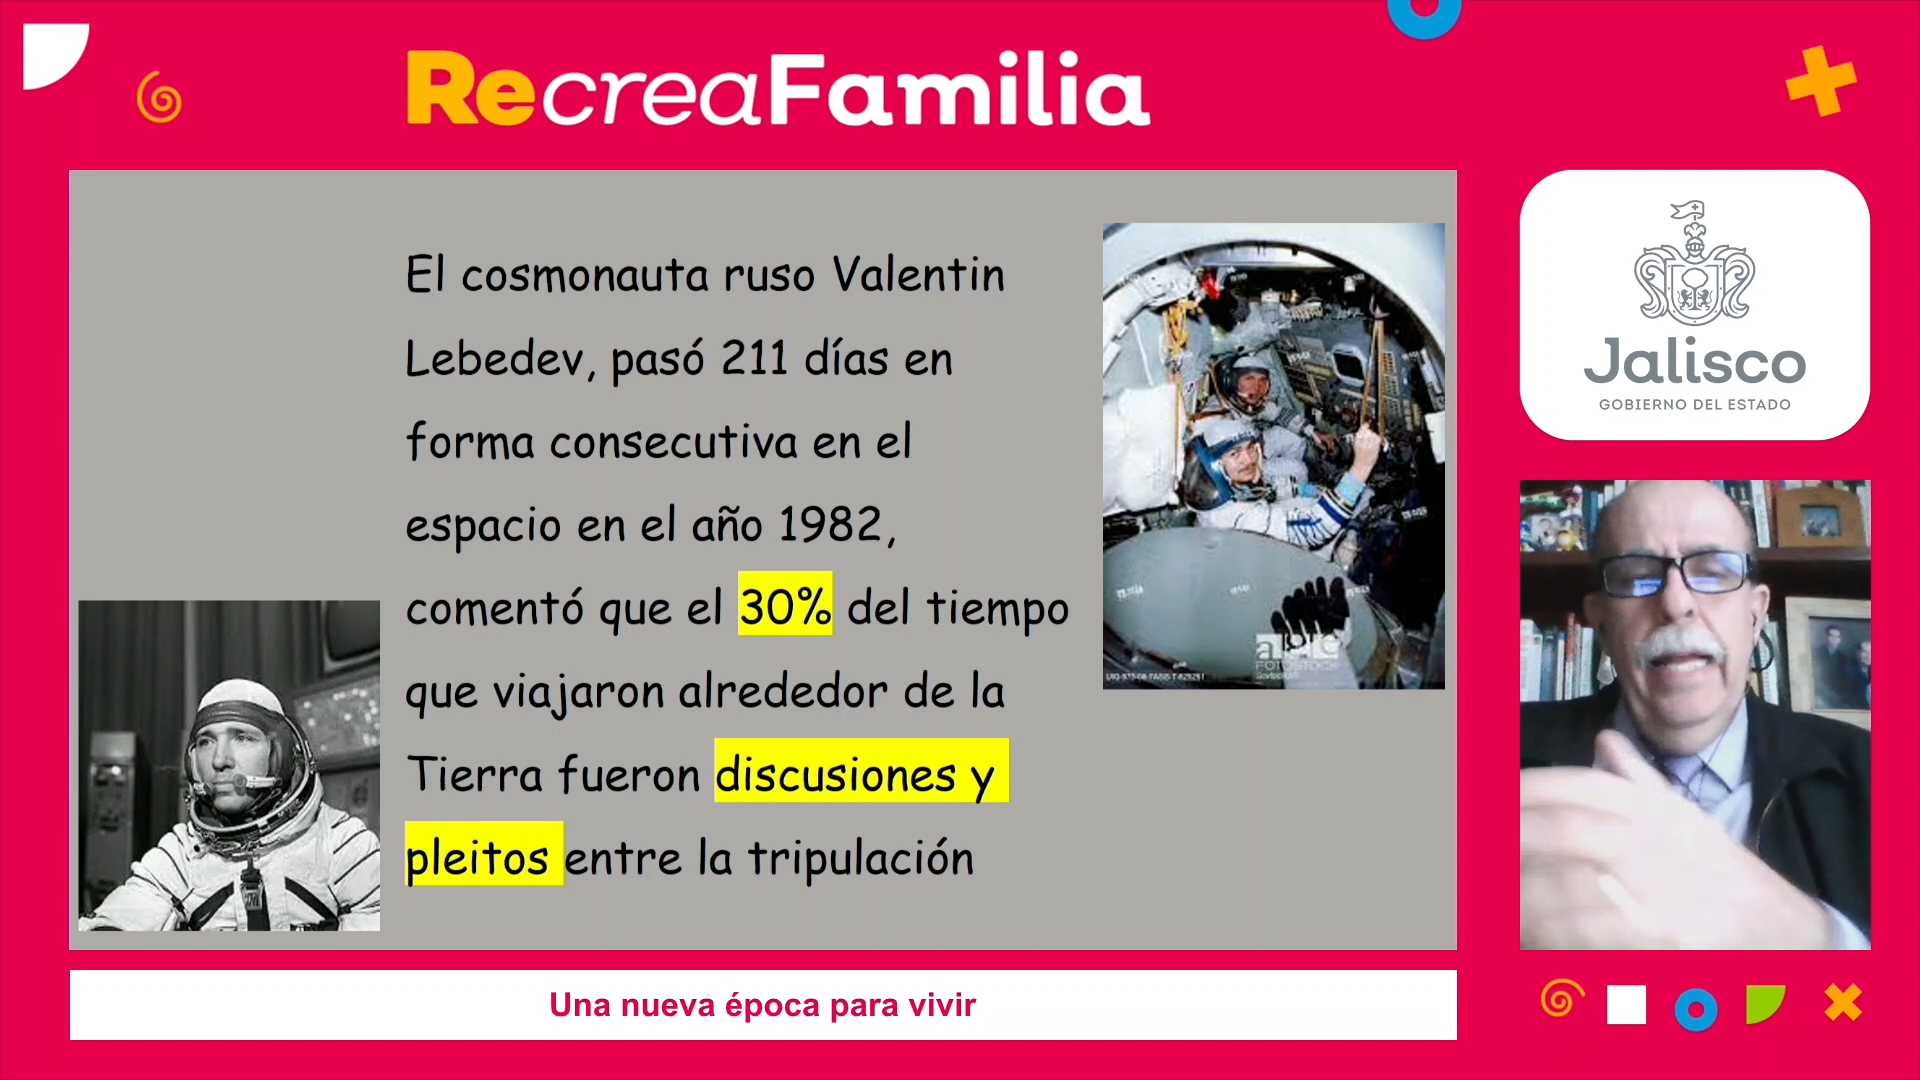 RecreaFamilia
El cosmonauta ruso Valentin
Lebedev, pasó 211 días en
forma consecutiva en el
espacio en el año 1982,
comentó que el 30% del tiempo
que viajaron alrededor de la
Tierra fueron discusiones y
pleitos entre la tripulación
FOTOSTOCK
Jalisco
GOBIERNO DEL ESTADO
Una nueva época para vivir